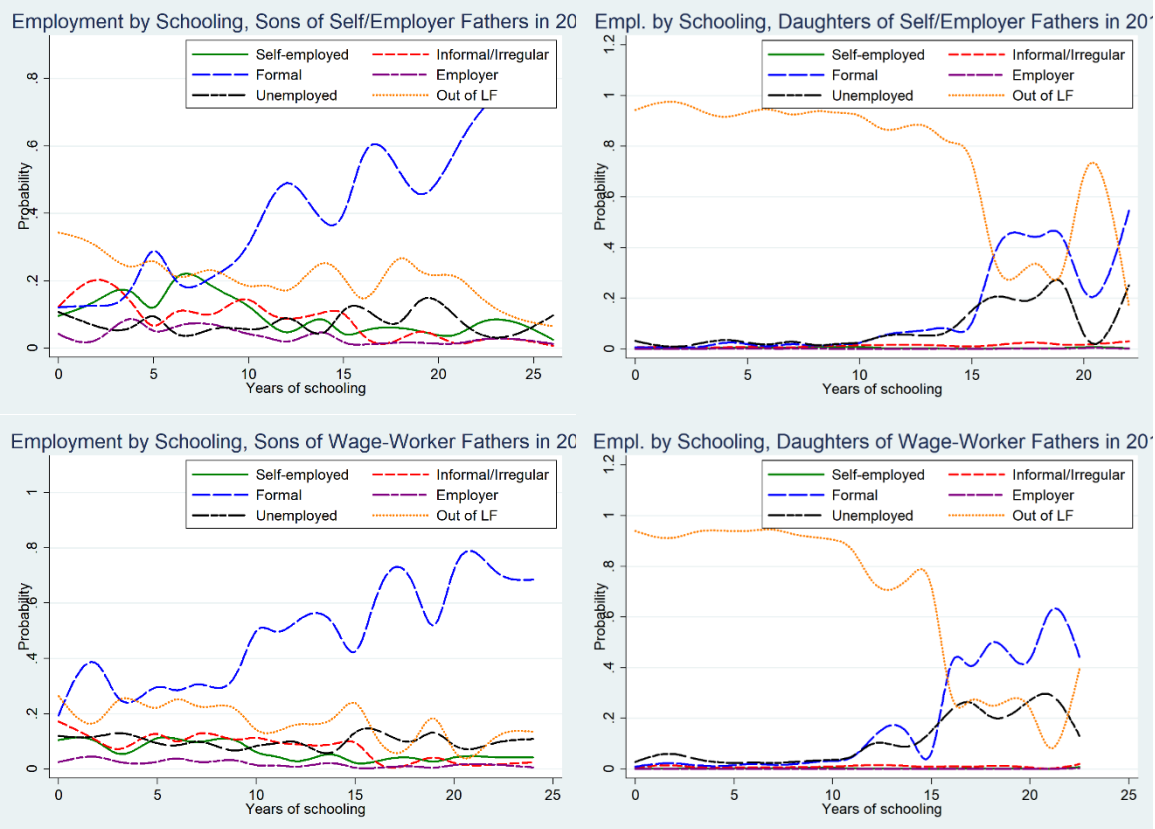 Employment by Schooling, Sons of Self/Employer Fathers in 20
Self-employed
Informal/Irregular
Formal
Employer
Unemployed
Out of LF
Probability
.8
.6
.4
.2
0
0
5
10
15
20
25
Years of schooling
Empl. by Schooling, Daughters of Self/Employer Fathers in 201
Self-employed
Informal/Irregular
Formal
Employer
Unemployed
Out of LF
Probability
1.2
1
.8
.6
.4
.2
0
0
5
10
15
20
Years of schooling
Employment by Schooling, Sons of Wage-Worker Fathers in 20
Self-employed
Informal/Irregular
Formal
Employer
Unemployed
Out of LF
Probability
1
.8
.6
.4
.2
0
0
5
10
15
20
25
Years of schooling
Empl. by Schooling, Daughters of Wage-Worker Fathers in 201
Self-employed
Informal/Irregular
Formal
Employer
Unemployed
Out of LF
Probability
1.2
1
.8
.6
.4
.2
0
0
5
10
15
20
25
Years of schooling